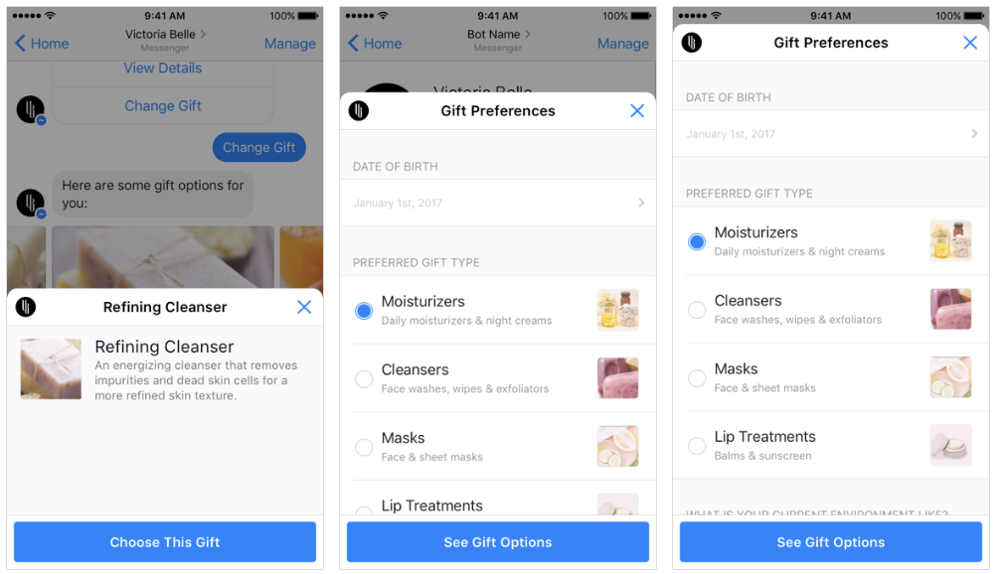 9:41 AM 100%
Home Victoria Belle Manage
Messenger
View Details
Change Gift
Change Gift
Here are some gift options for
you:
Refining Cleanser
Refining Cleanser
An energizing cleanser that removes
impurities and dead skin cells for a
more refined skin texture.
Choose This Gift
9:41 AM 100%
Home Bot Name Manage
Messenger
Victoria Belle
Gift Preferences
DATE OF BIRTH
January 1st, 2017
PREFERRED GIFT TYPE
Moisturizers
Daily moisturizers & night creams
Cleansers
Face washes, wipes & exfoliators
Masks
Face & sheet masks
Lip Treatments
See Gift Options
9:41 AM 100%
Gift Preferences
DATE OF BIRTH
January 1st, 2017
PREFERRED GIFT TYPE
Moisturizers
Daily moisturizers & night creams
Cleansers
Face washes, wipes & exfoliators
Masks
Face & sheet masks
Lip Treatments
Balms & sunscreen
WHAT IS YOUR CURRENT ENVIRONMENT LIKE?
See Gift Options